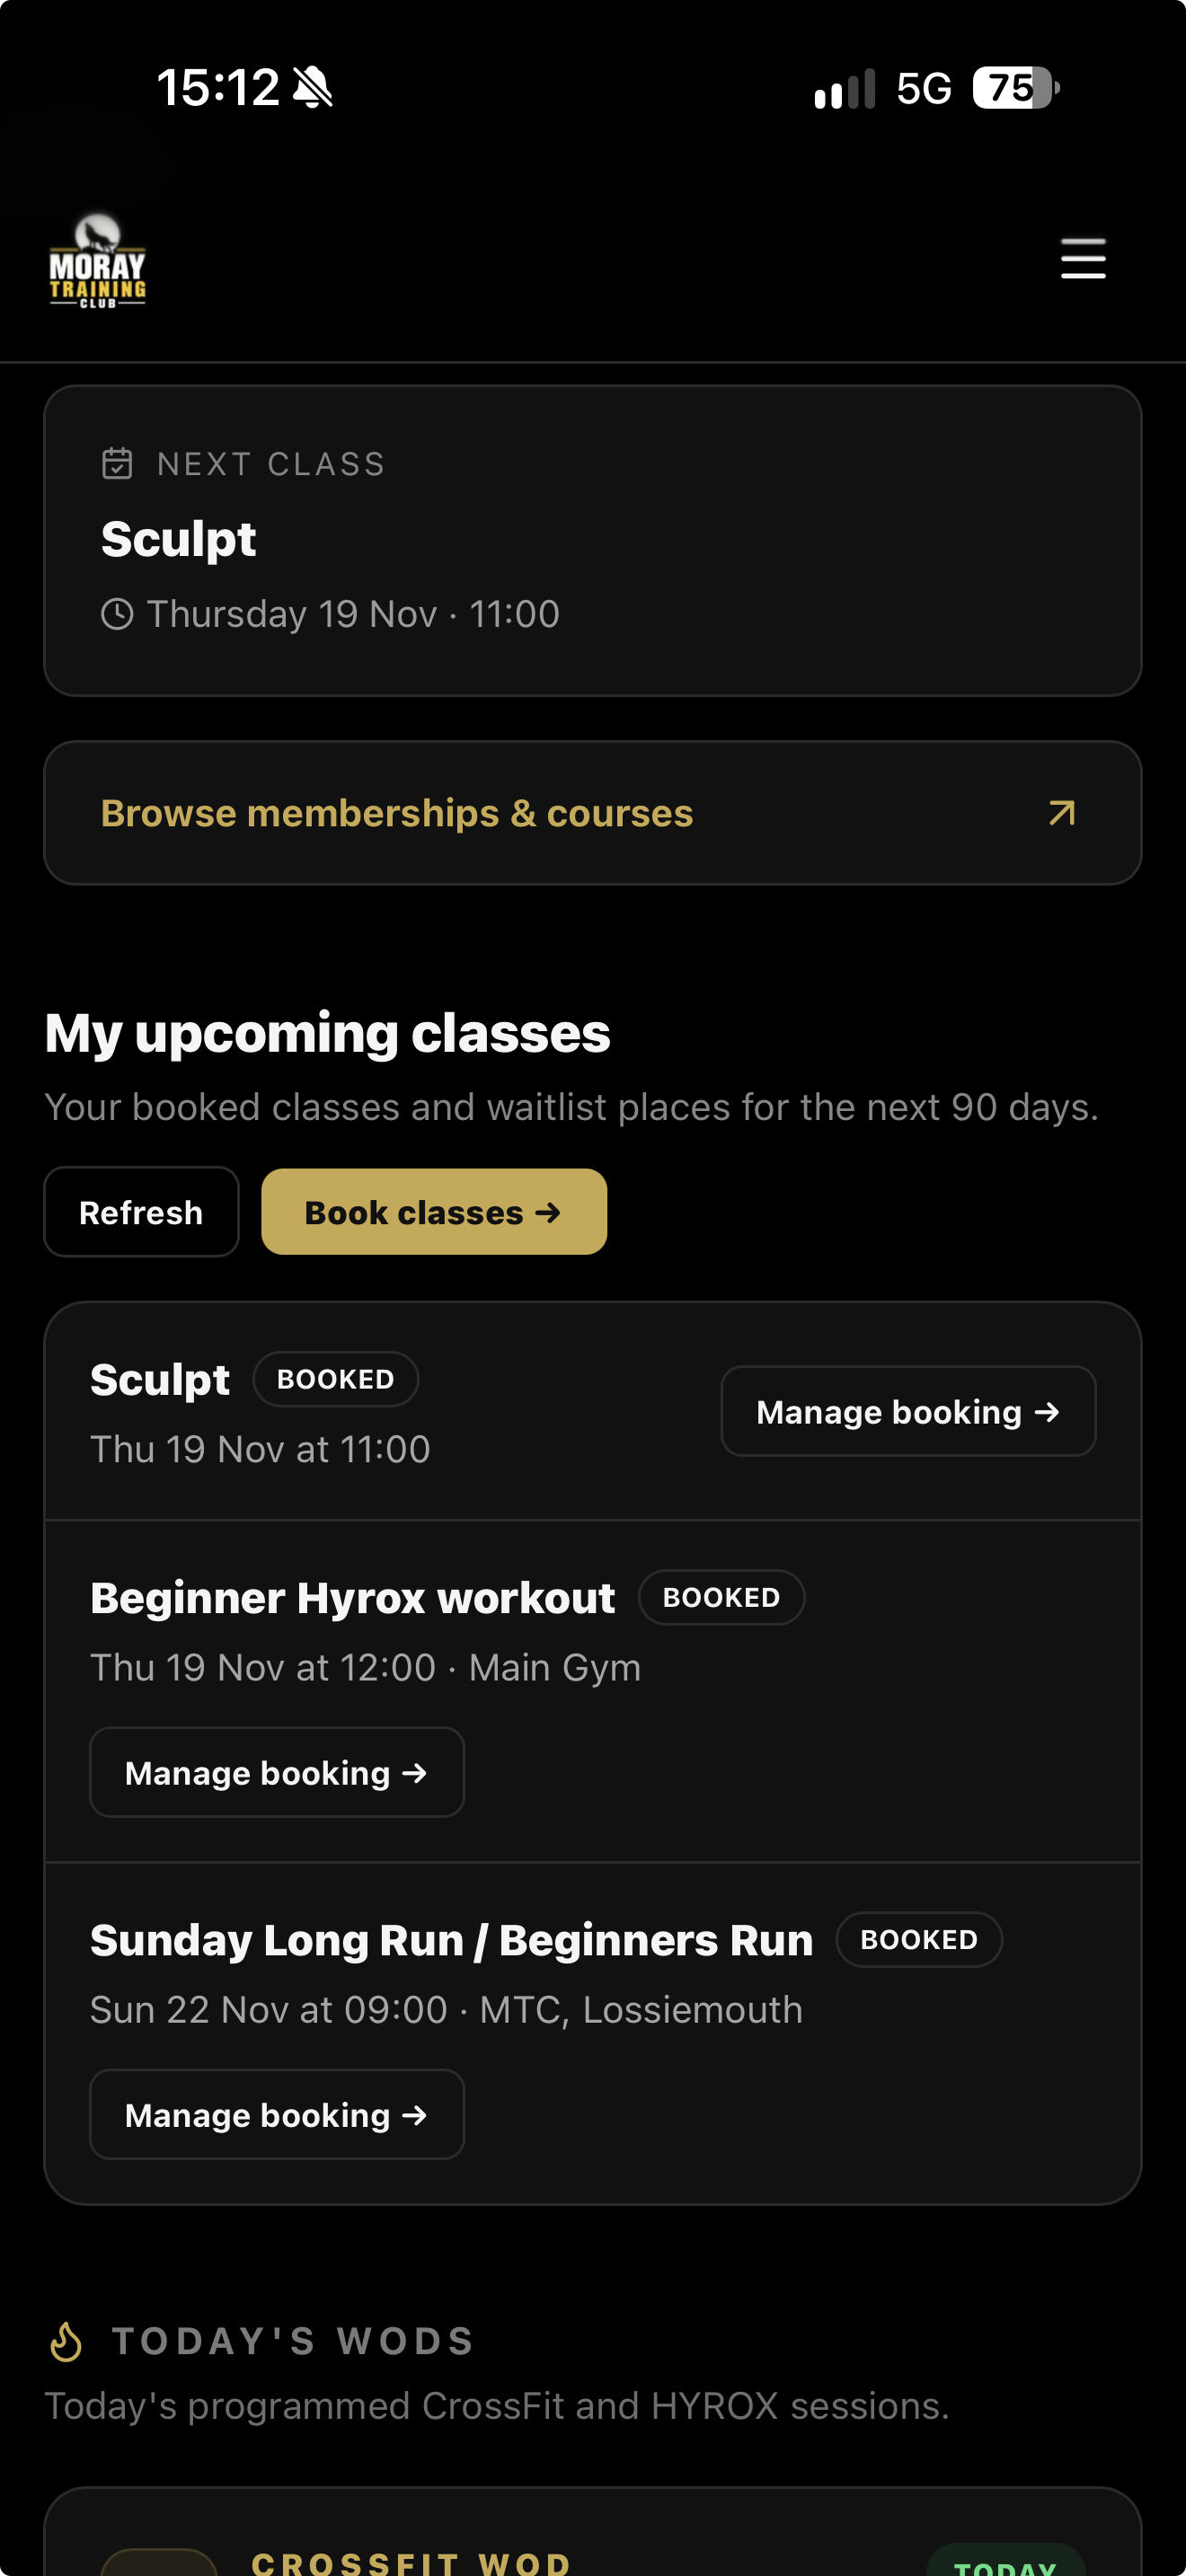 15:12
5G
75
MORAY
TRAINING
CLUB
NEXT CLASS
Sculpt
Thursday 19 Nov · 11:00
Browse memberships & courses
My upcoming classes
Your booked classes and waitlist places for the next 90 days.
Refresh
Book classes →
Sculpt
BOOKED
Thu 19 Nov at 11:00
Manage booking →
Beginner Hyrox workout
BOOKED
Thu 19 Nov at 12:00 · Main Gym
Manage booking →
Sunday Long Run / Beginners Run
BOOKED
Sun 22 Nov at 09:00 · MTC, Lossiemouth
Manage booking →
TODAY'S WODS
Today's programmed CrossFit and HYROX sessions.
CROSSFIT WOD
TODAY